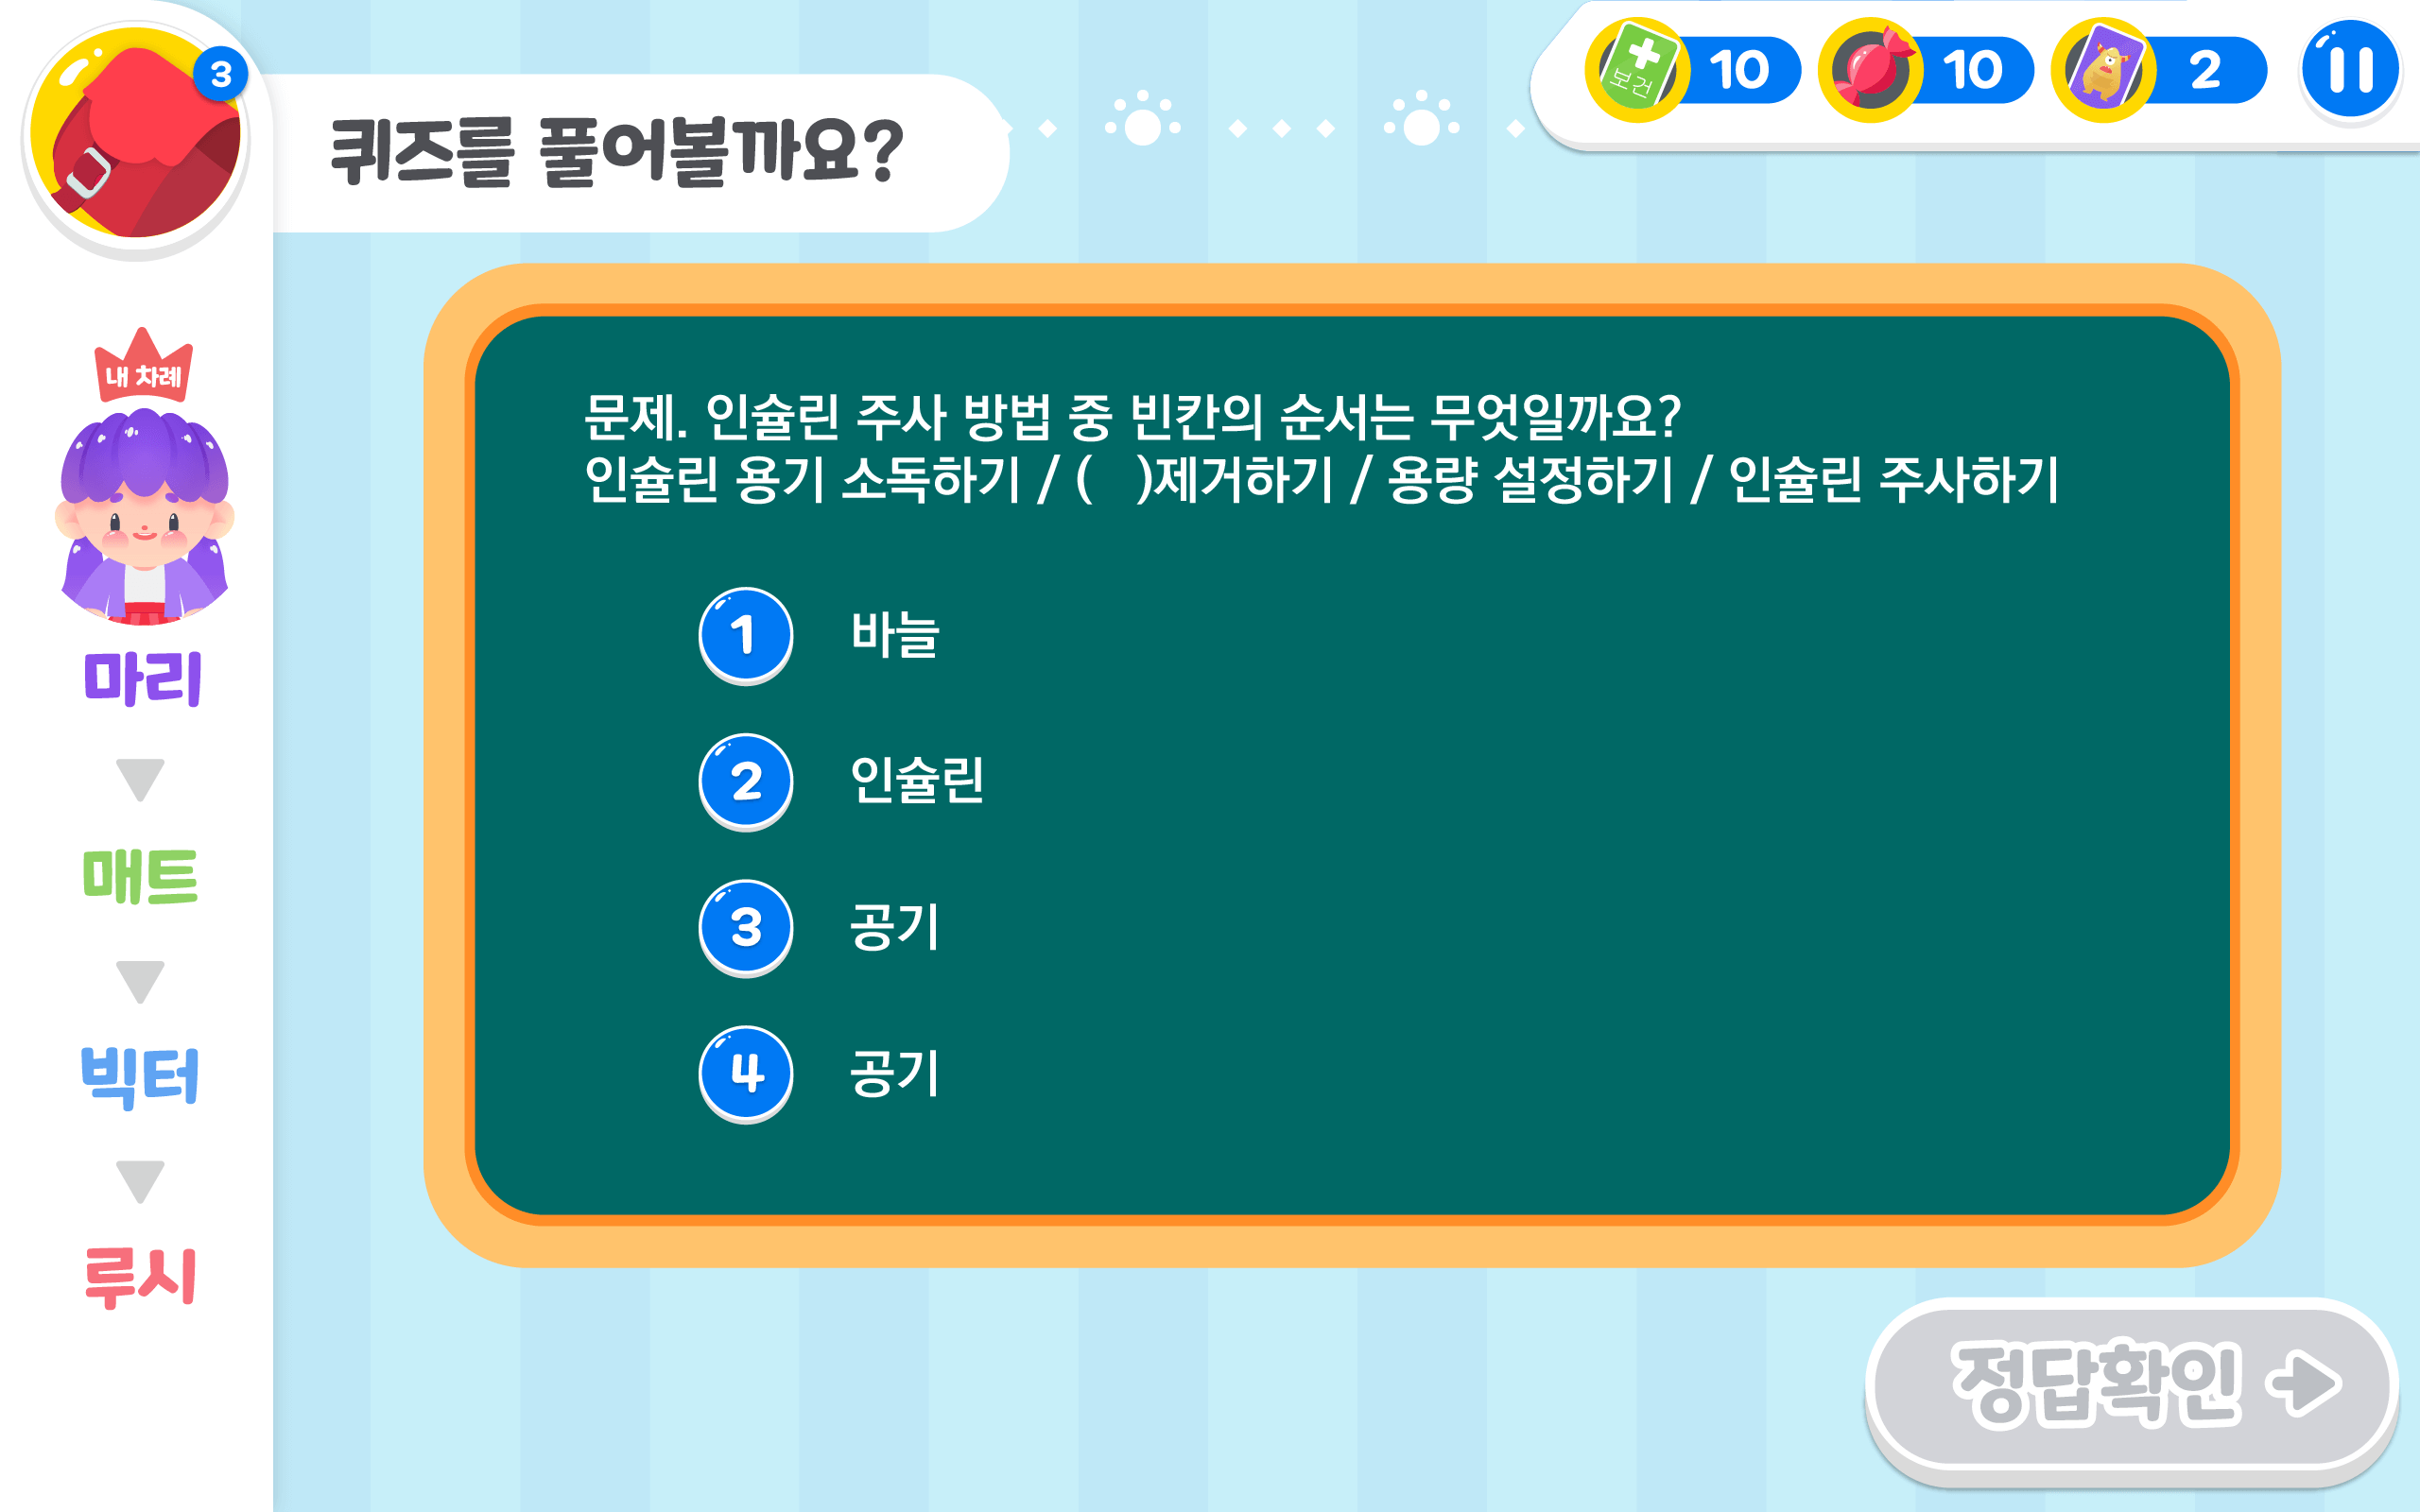 3
보건
10
10
2
퀴즈를 풀어볼까요?
내 차례
마리
매트
빅터
루시
문제. 인슐린 주사 방법 중 빈칸의 순서는 무엇일까요?
인슐린 용기 소독하기 / (   )제거하기 / 용량 설정하기 / 인슐린 주사하기
1 바늘
2 인슐린
3 공기
4 공기
정답확인